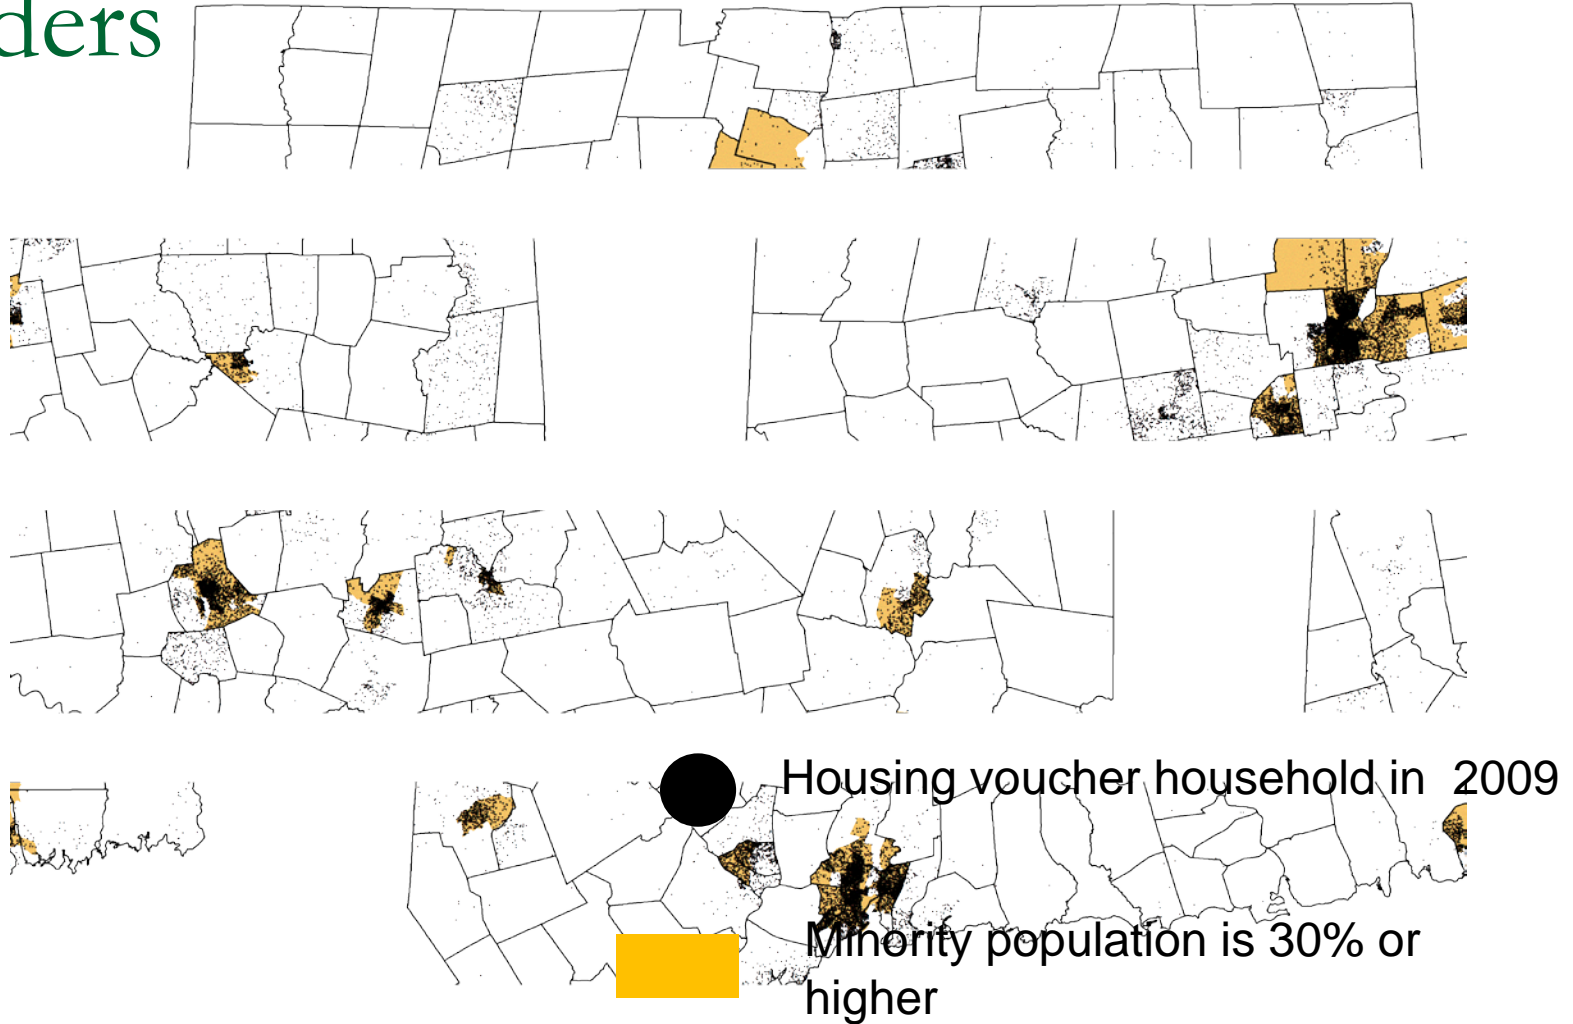 ders
Housing voucher household in 2009
Minority population is 30% or
higher